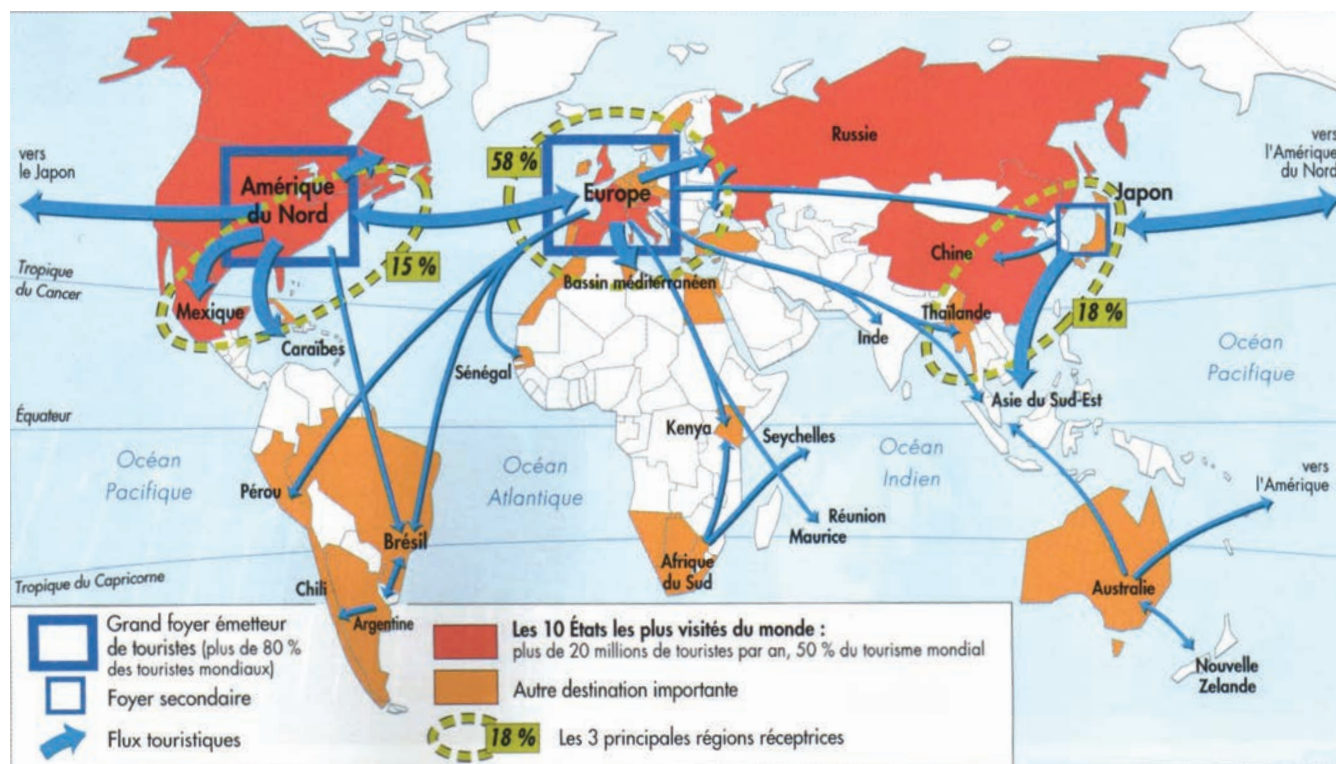 vers
le Japon
Amérique
du Nord
15 %
58 %
Europe
Russie
Japon
vers
l'Amérique
du Nord
Tropique
du Cancer
Mexique
Caraïbes
Bassin méditerranéen
Chine
Thaïlande
18 %
Inde
Océan
Pacifique
Sénégal
Asie du Sud-Est
Équateur
Kenya
Seychelles
Océan
Indien
Océan
Pacifique
Pérou
Océan
Atlantique
vers
l'Amérique
Réunion
Maurice
Brésil
Afrique
du Sud
Tropique du Capricorne
Chili
Argentine
Australie
Nouvelle
Zelande
Grand foyer émetteur
de touristes (plus de 80 %
des touristes mondiaux)
Foyer secondaire
Flux touristiques
Les 10 États les plus visités du monde :
plus de 20 millions de touristes par an, 50 % du tourisme mondial
Autre destination importante
18 % Les 3 principales régions réceptrices